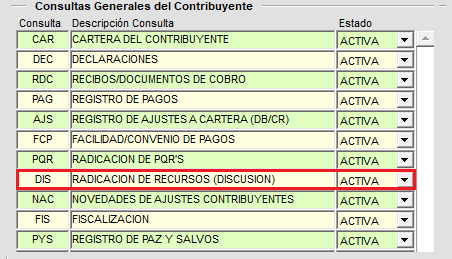 Consultas Generales del Contribuyente
Consulta Descripción Consulta Estado
CAR CARTERA DEL CONTRIBUYENTE ACTIVA
DEC DECLARACIONES ACTIVA
RDC RECIBOS/DOCUMENTOS DE COBRO ACTIVA
PAG REGISTRO DE PAGOS ACTIVA
AJS REGISTRO DE AJUSTES A CARTERA (DB/CR) ACTIVA
FCP FACILIDAD/CONVENIO DE PAGOS ACTIVA
PQR RADICACION DE PQR'S ACTIVA
DIS RADICACION DE RECURSOS (DISCUSION) ACTIVA
NAC NOVEDADES DE AJUSTES CONTRIBUYENTES ACTIVA
FIS FISCALIZACION ACTIVA
PYS REGISTRO DE PAZ Y SALVOS ACTIVA